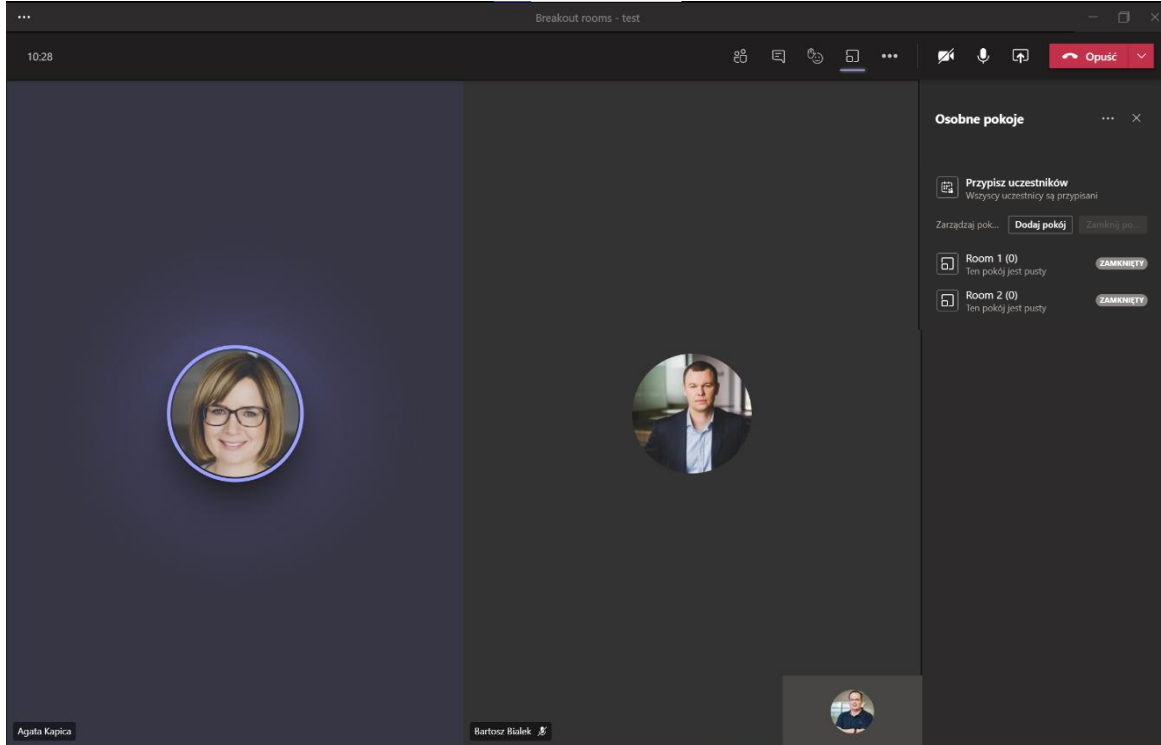 Breakout rooms - test
10:28
Opuść
Osobne pokoje
Przypisz uczestników
Wszyscy uczestnicy są przypisani
Zarządzaj pok... Dodaj pokój Zamknij po...
Room 1 (0)
Ten pokój jest pusty
ZAMKNIĘTY
Room 2 (0)
Ten pokój jest pusty
ZAMKNIĘTY
Agata Kapica
Bartosz Bialek